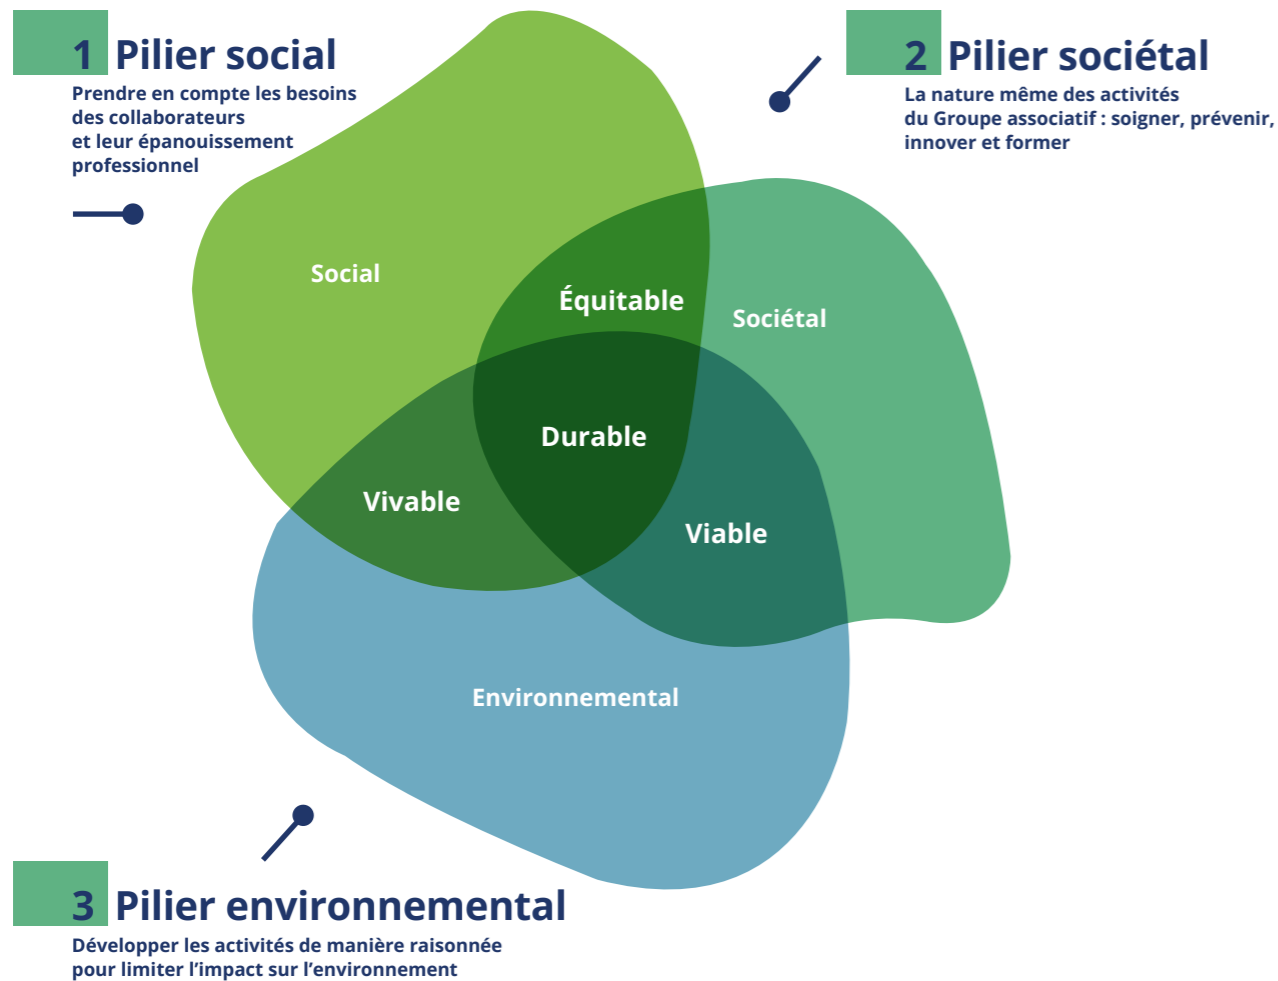 1 Pilier social
Prendre en compte les besoins
des collaborateurs
et leur épanouissement
professionnel
2 Pilier sociétal
La nature même des activités
du Groupe associatif : soigner, prévenir,
innover et former
Social
Équitable
Sociétal
Durable
Vivable
Viable
Environnemental
3 Pilier environnemental
Développer les activités de manière raisonnée
pour limiter l’impact sur l’environnement